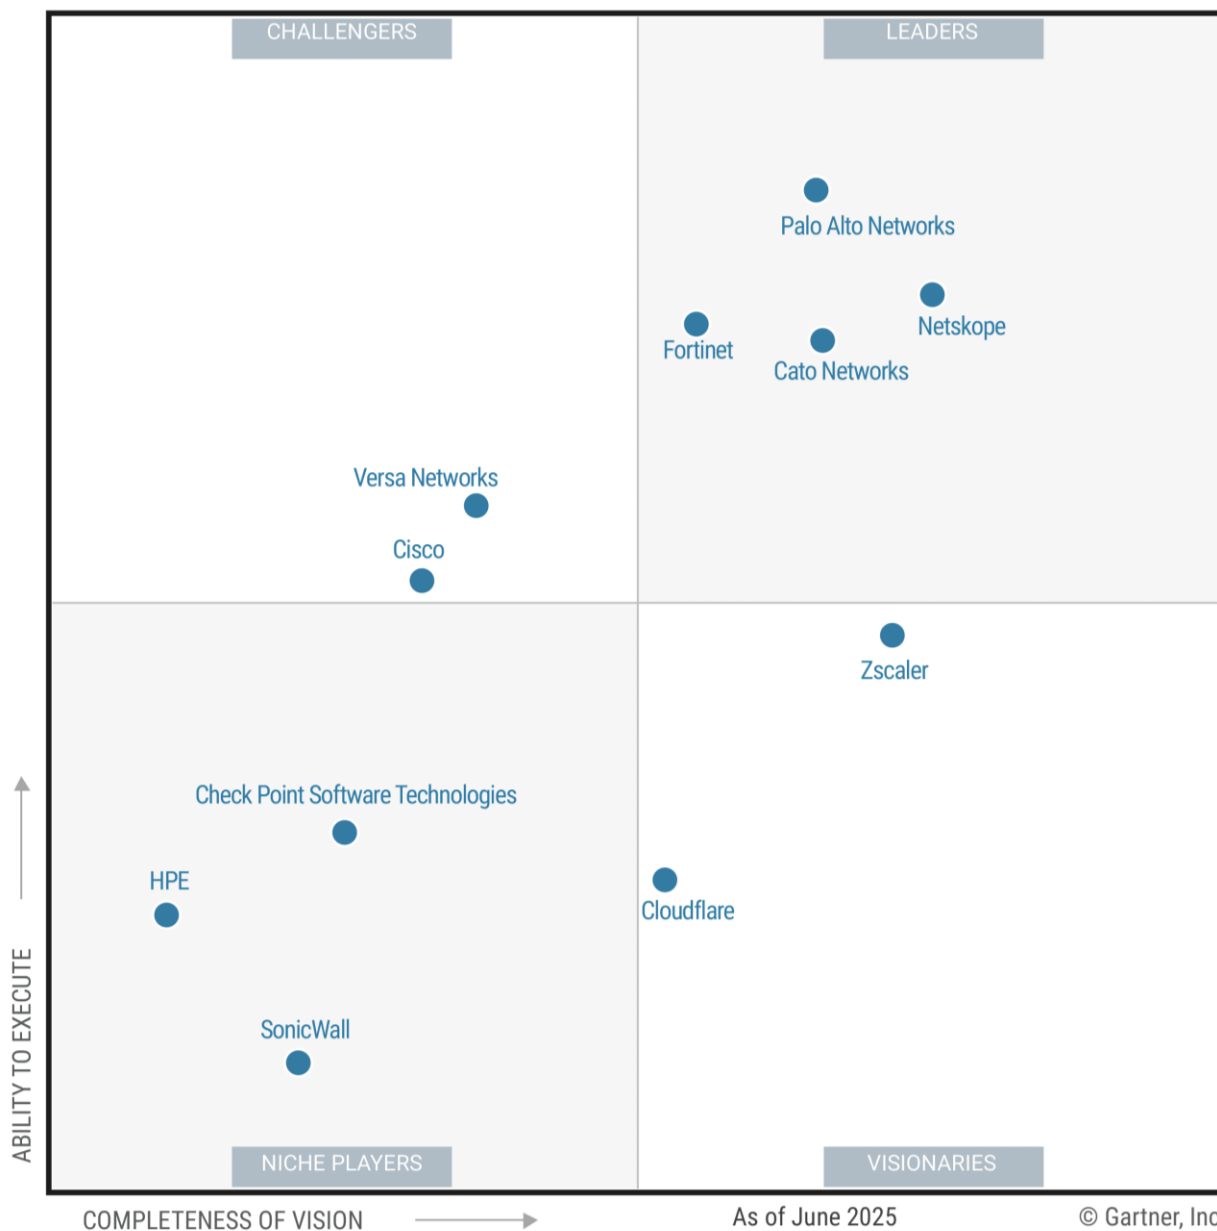 CHALLENGERS
LEADERS
Palo Alto Networks
Netskope
Fortinet
Cato Networks
Versa Networks
Cisco
Zscaler
Check Point Software Technologies
HPE
Cloudflare
SonicWall
NICHE PLAYERS
VISIONARIES
ABILITY TO EXECUTE
COMPLETENESS OF VISION
As of June 2025
© Gartner, Inc